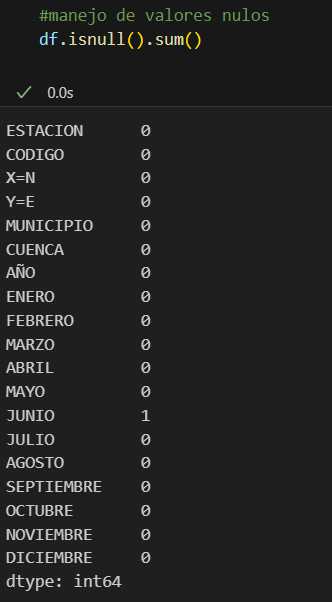 #manejo de valores nulos
df.isnull().sum()
0.0s
ESTACION 0
CODIGO 0
X=N 0
Y=E 0
MUNICIPIO 0
CUENCA 0
AÑO 0
ENERO 0
FEBRERO 0
MARZO 0
ABRIL 0
MAYO 0
JUNIO 1
JULIO 0
AGOSTO 0
SEPTIEMBRE 0
OCTUBRE 0
NOVIEMBRE 0
DICIEMBRE 0
dtype: int64